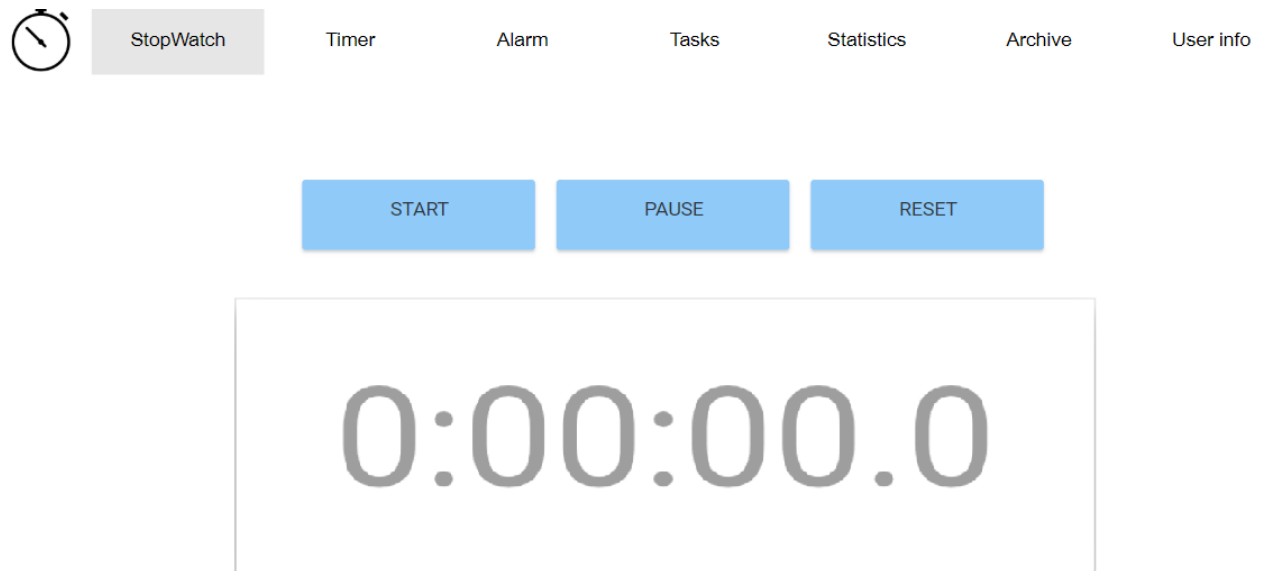 StopWatch Timer Alarm Tasks Statistics Archive User info
START PAUSE RESET
0:00:00.0